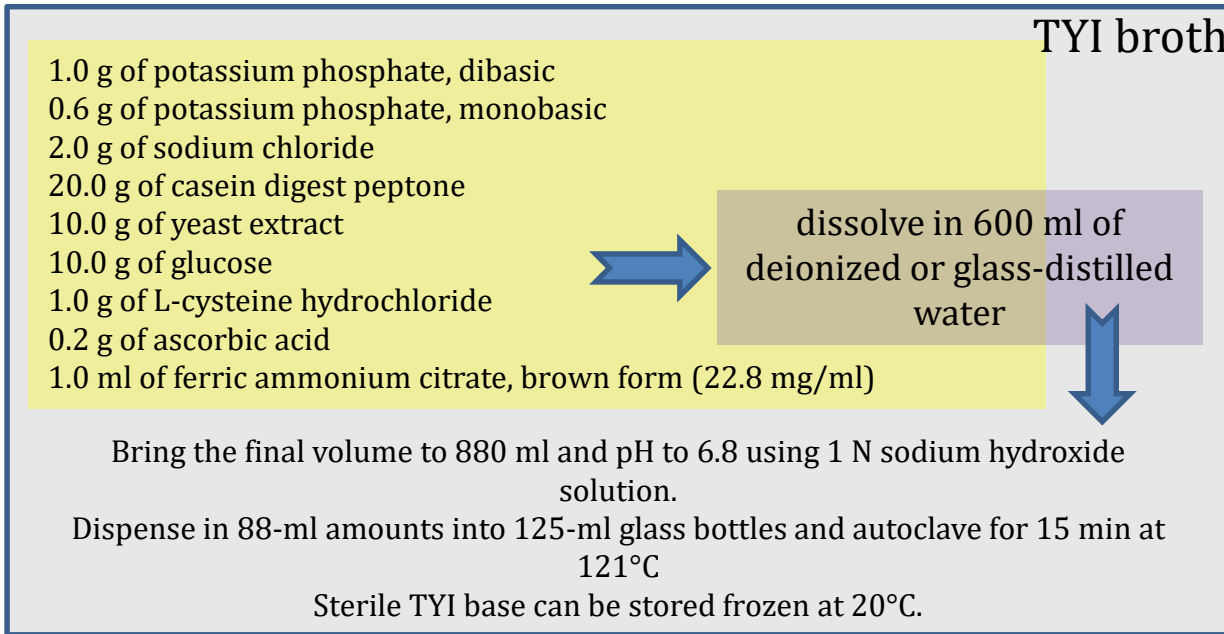 TYI broth
1.0 g of potassium phosphate, dibasic
0.6 g of potassium phosphate, monobasic
2.0 g of sodium chloride
20.0 g of casein digest peptone
10.0 g of yeast extract
10.0 g of glucose
1.0 g of L-cysteine hydrochloride
0.2 g of ascorbic acid
1.0 ml of ferric ammonium citrate, brown form (22.8 mg/ml)
dissolve in 600 ml of
deionized or glass-distilled
water
Bring the final volume to 880 ml and pH to 6.8 using 1 N sodium hydroxide
solution.
Dispense in 88-ml amounts into 125-ml glass bottles and autoclave for 15 min at
121°C
Sterile TYI base can be stored frozen at 20°C.